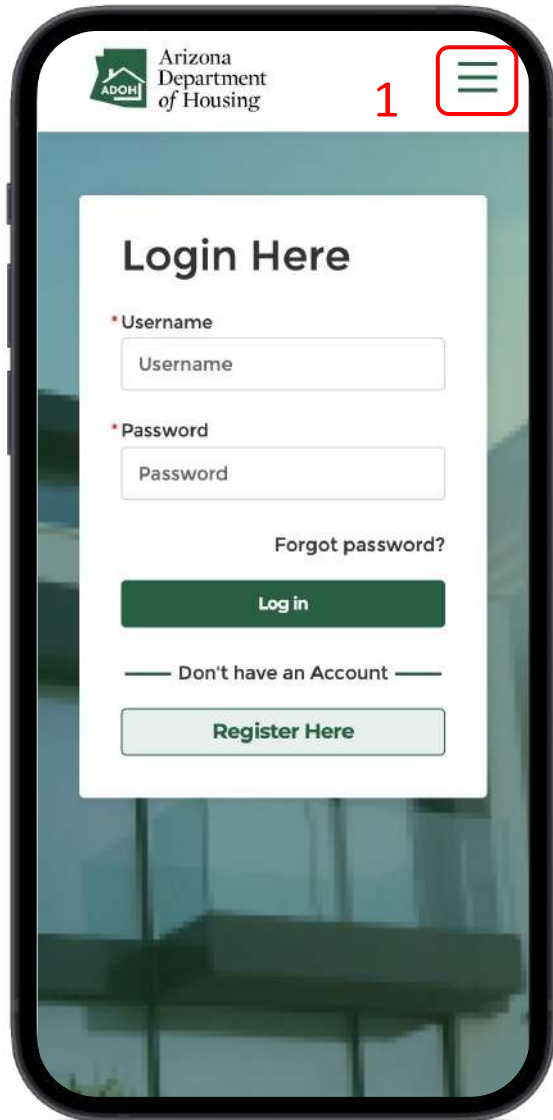 ADOH
Arizona
Department
of Housing
1
Login Here
*Username
Username
*Password
Password
Forgot password?
Log in
Don't have an Account
Register Here